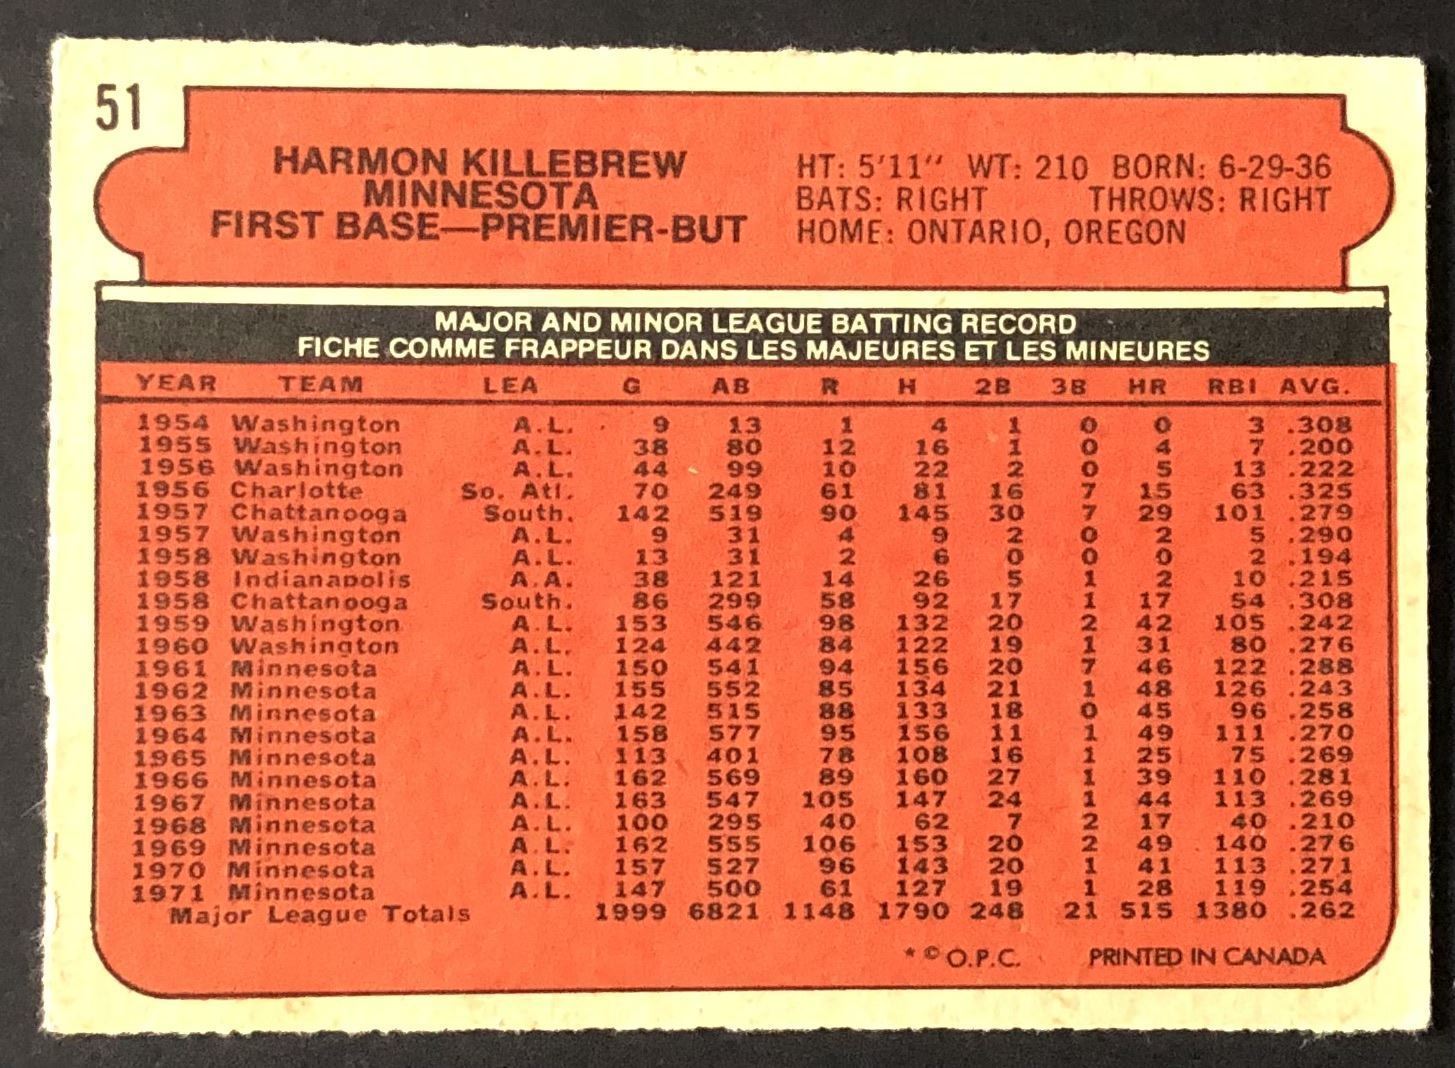 51
HARMON KILLEBREW
MINNESOTA
FIRST BASE—PREMIER-BUT
HT: 5'11" WT: 210 BORN: 6-29-36
BATS: RIGHT THROWS: RIGHT
HOME: ONTARIO, OREGON
MAJOR AND MINOR LEAGUE BATTING RECORD
FICHE COMME FRAPPEUR DANS LES MAJEURES ET LES MINEURES
YEAR TEAM LEA G AB R H 2B 3B HR RBI AVG.
1954 Washington A.L. 9 13 1 4 1 0 0 3 .308
1955 Washington A.L. 38 80 12 16 1 0 4 7 .200
1956 Washington A.L. 44 99 10 22 2 0 5 13 .222
1956 Charlotte So. Atl. 70 249 61 81 16 7 15 63 .325
1957 Chattanooga South. 142 519 90 145 30 7 29 101 .279
1957 Washington A.L. 9 31 4 9 2 0 2 5 .290
1958 Washington A.L. 13 31 2 6 0 0 0 2 .194
1958 Indianapolis A.A. 38 121 14 26 5 1 2 10 .215
1958 Chattanooga South. 86 299 58 92 17 1 17 54 .308
1959 Washington A.L. 153 546 98 132 20 2 42 105 .242
1960 Washington A.L. 124 442 84 122 19 1 31 80 .276
1961 Minnesota A.L. 150 541 94 156 20 7 46 122 .288
1962 Minnesota A.L. 155 552 85 134 21 1 48 126 .243
1963 Minnesota A.L. 142 515 88 133 18 0 45 96 .258
1964 Minnesota A.L. 158 577 95 156 11 1 49 111 .270
1965 Minnesota A.L. 113 401 78 108 16 1 25 75 .269
1966 Minnesota A.L. 162 569 89 160 27 1 39 110 .281
1967 Minnesota A.L. 163 547 105 147 24 1 44 113 .269
1968 Minnesota A.L. 100 295 40 62 7 2 17 40 .210
1969 Minnesota A.L. 162 555 106 153 20 2 49 140 .276
1970 Minnesota A.L. 157 527 96 143 20 1 41 113 .271
1971 Minnesota A.L. 147 500 61 127 19 1 28 119 .254
Major League Totals 1999 6821 1148 1790 248 21 515 1380 .262
* © O.P.C. PRINTED IN CANADA